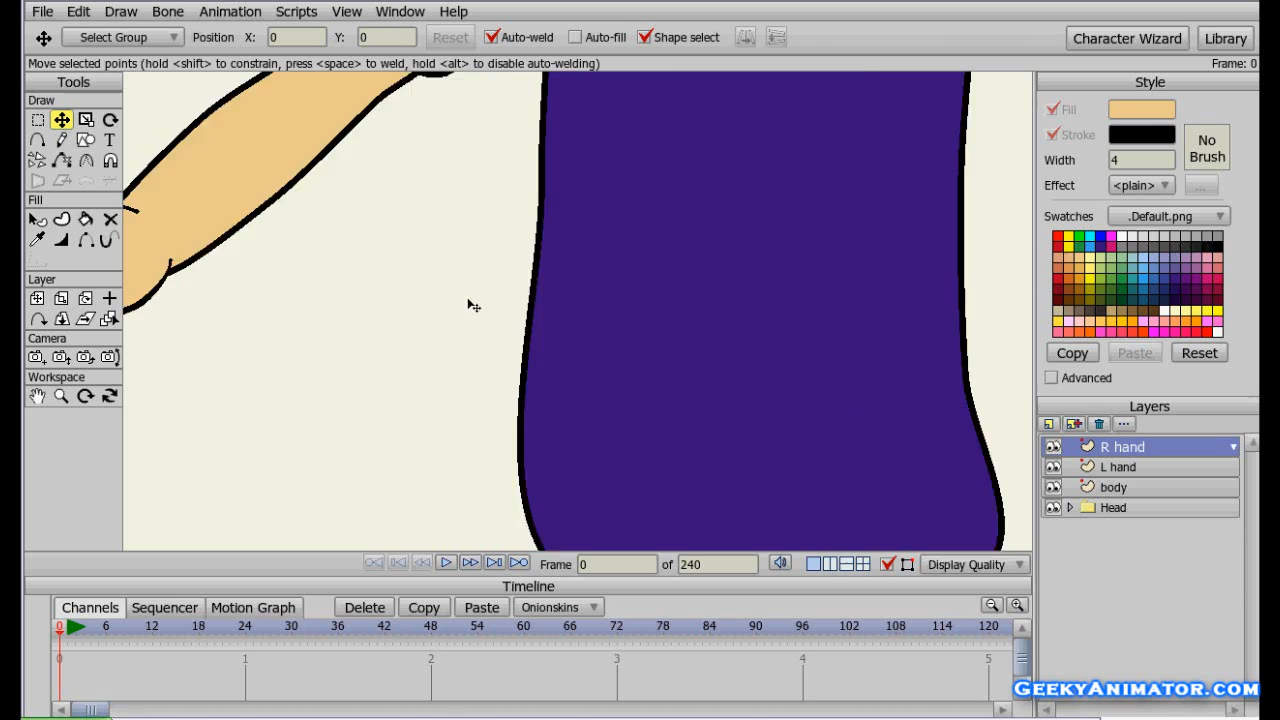 File Edit Draw Bone Animation Scripts View Window Help
Select Group Position X: 0 Y: 0 Reset Auto-weld Auto-fill Shape select Character Wizard Library
Move selected points (hold <shift> to constrain, press <space> to weld, hold <alt> to disable auto-welding) Frame: 0
Tools
Draw
T
Fill
Layer
Camera
Workspace
Style
Fill
Stroke
No Brush
Width 4
Effect <plain> ...
Swatches .Default.png
Copy Paste Reset
Advanced
Layers
R hand
L hand
body
Head
Frame 0 of 240 Display Quality
Timeline
Channels Sequencer Motion Graph Delete Copy Paste Onionskins
0 6 12 18 24 30 36 42 48 54 60 66 72 78 84 90 96 102 108 114 120
0 1 2 3 4 5
GeekyAnimator.com